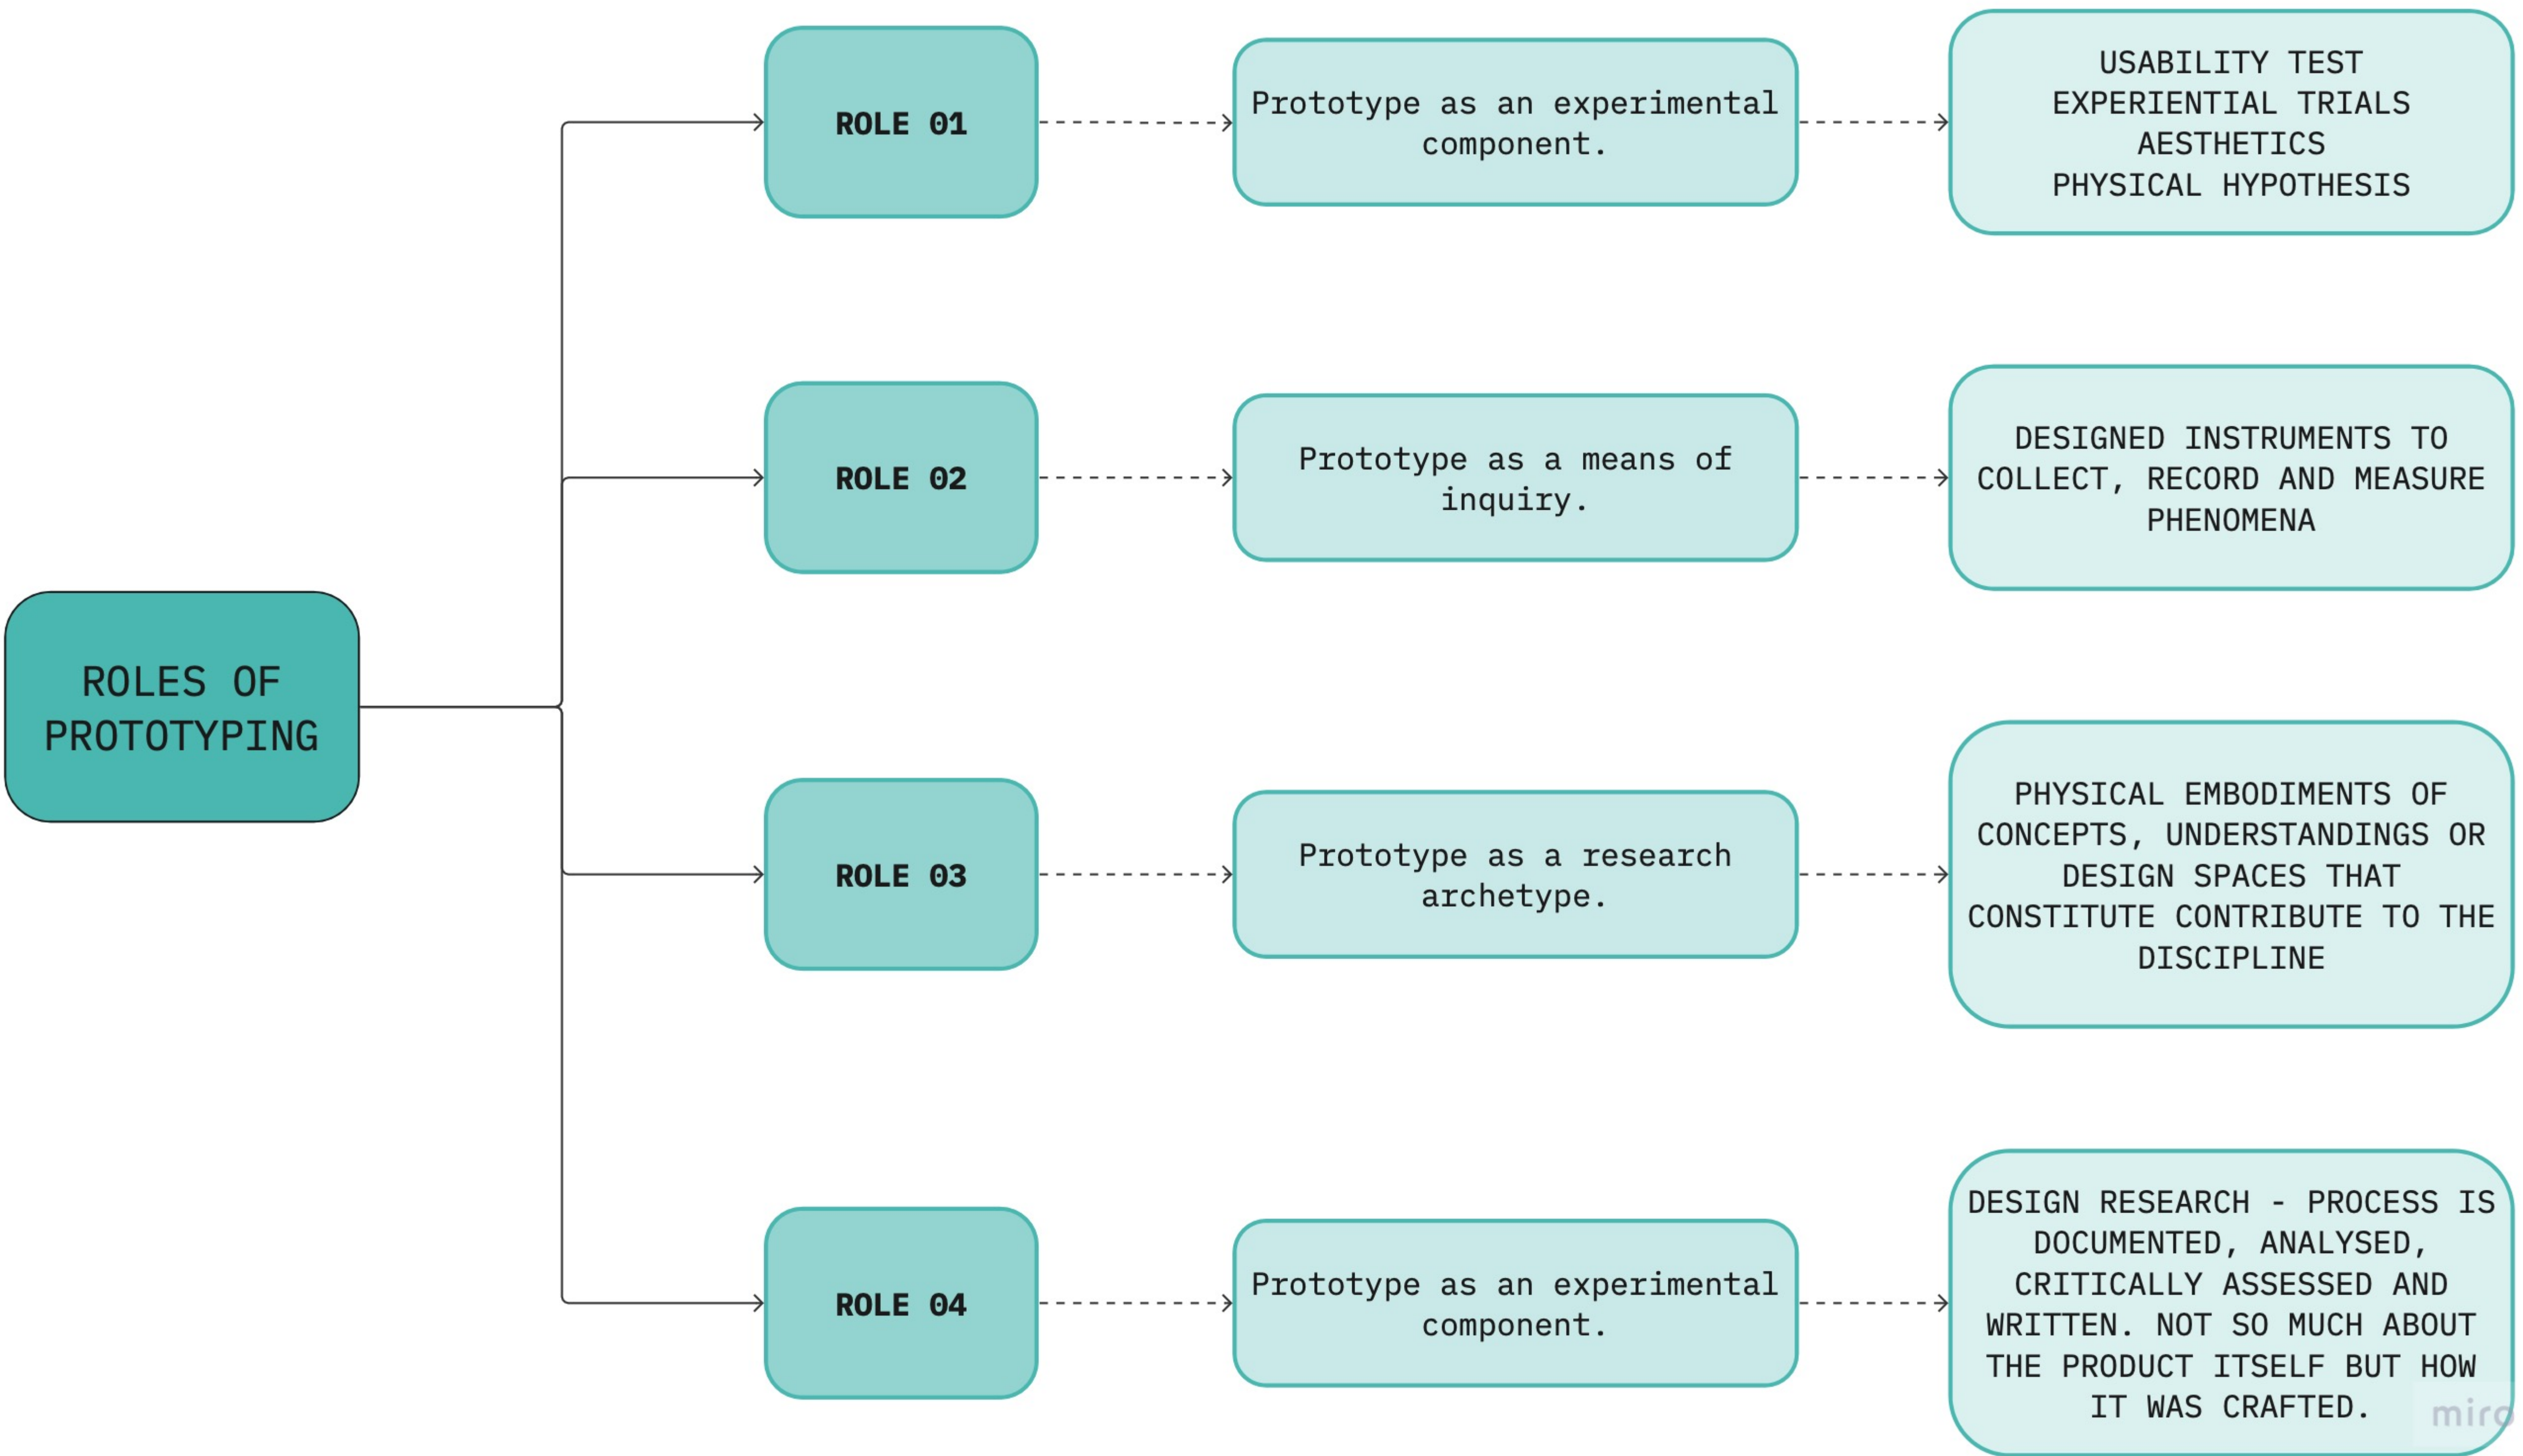 ROLES OF
PROTOTYPING
ROLE 01
Prototype as an experimental
component.
USABILITY TEST
EXPERIENTIAL TRIALS
AESTHETICS
PHYSICAL HYPOTHESIS
ROLE 02
Prototype as a means of
inquiry.
DESIGNED INSTRUMENTS TO
COLLECT, RECORD AND MEASURE
PHENOMENA
ROLE 03
Prototype as a research
archetype.
PHYSICAL EMBODIMENTS OF
CONCEPTS, UNDERSTANDINGS OR
DESIGN SPACES THAT
CONSTITUTE CONTRIBUTE TO THE
DISCIPLINE
ROLE 04
Prototype as an experimental
component.
DESIGN RESEARCH - PROCESS IS
DOCUMENTED, ANALYSED,
CRITICALLY ASSESSED AND
WRITTEN. NOT SO MUCH ABOUT
THE PRODUCT ITSELF BUT HOW
IT WAS CRAFTED.
miro